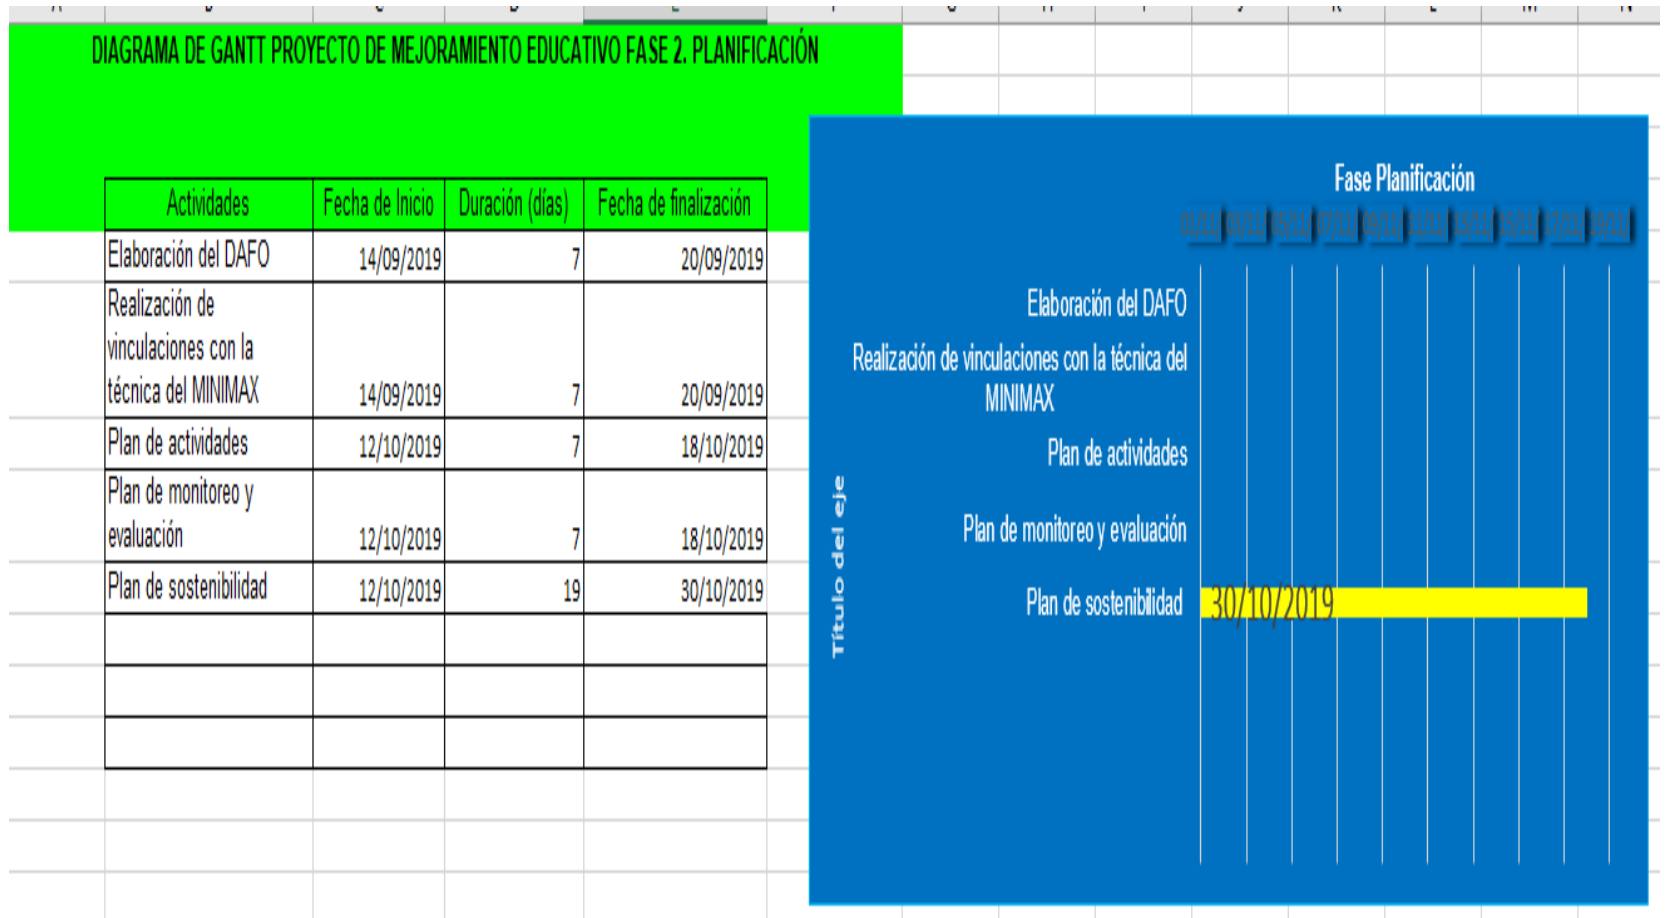 DIAGRAMA DE GANTT PROYECTO DE MEJORAMIENTO EDUCATIVO FASE 2. PLANIFICACIÓN
Actividades Fecha de Inicio Duración (días) Fecha de finalización
Elaboración del DAFO 14/09/2019 7 20/09/2019
Realización de
vinculaciones con la
técnica del MINIMAX 14/09/2019 7 20/09/2019
Plan de actividades 12/10/2019 7 18/10/2019
Plan de monitoreo y
evaluación 12/10/2019 7 18/10/2019
Plan de sostenibilidad 12/10/2019 19 30/10/2019
Fase Planificación
Elaboración del DAFO
Realización de vinculaciones con la técnica del
MINIMAX
Plan de actividades
Plan de monitoreo y evaluación
Plan de sostenibilidad 30/10/2019
Título del eje